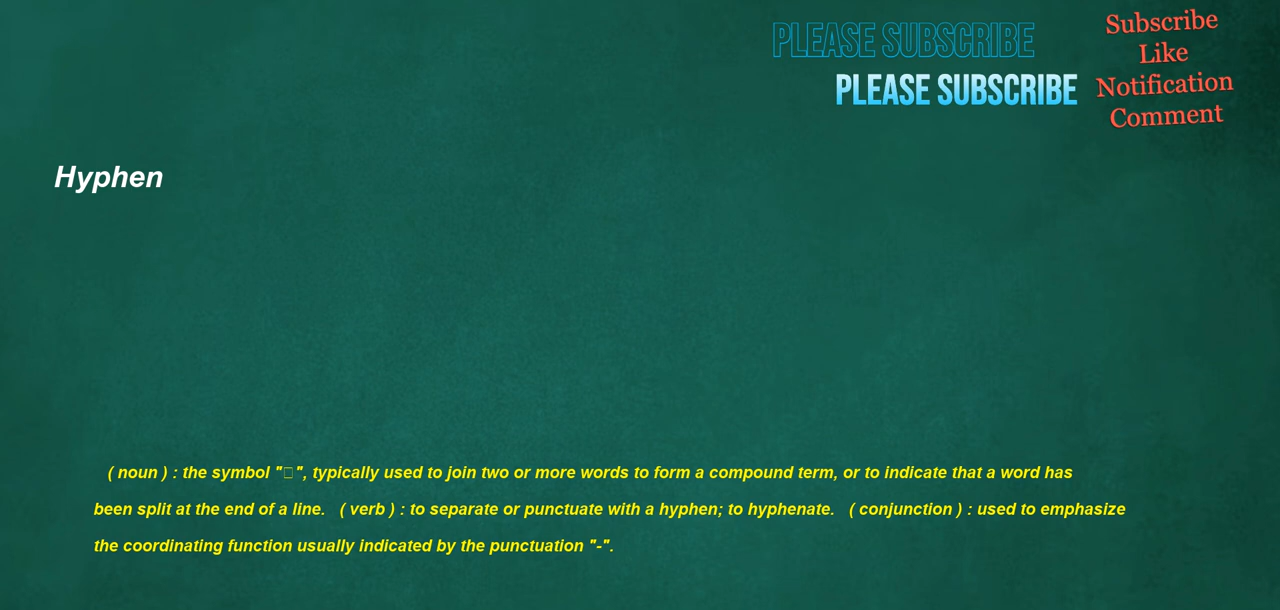 PLEASE SUBSCRIBE
PLEASE SUBSCRIBE
Subscribe
Like
Notification
Comment
Hyphen
( noun ) : the symbol "□", typically used to join two or more words to form a compound term, or to indicate that a word has
been split at the end of a line. ( verb ) : to separate or punctuate with a hyphen; to hyphenate. ( conjunction ) : used to emphasize
the coordinating function usually indicated by the punctuation "-".